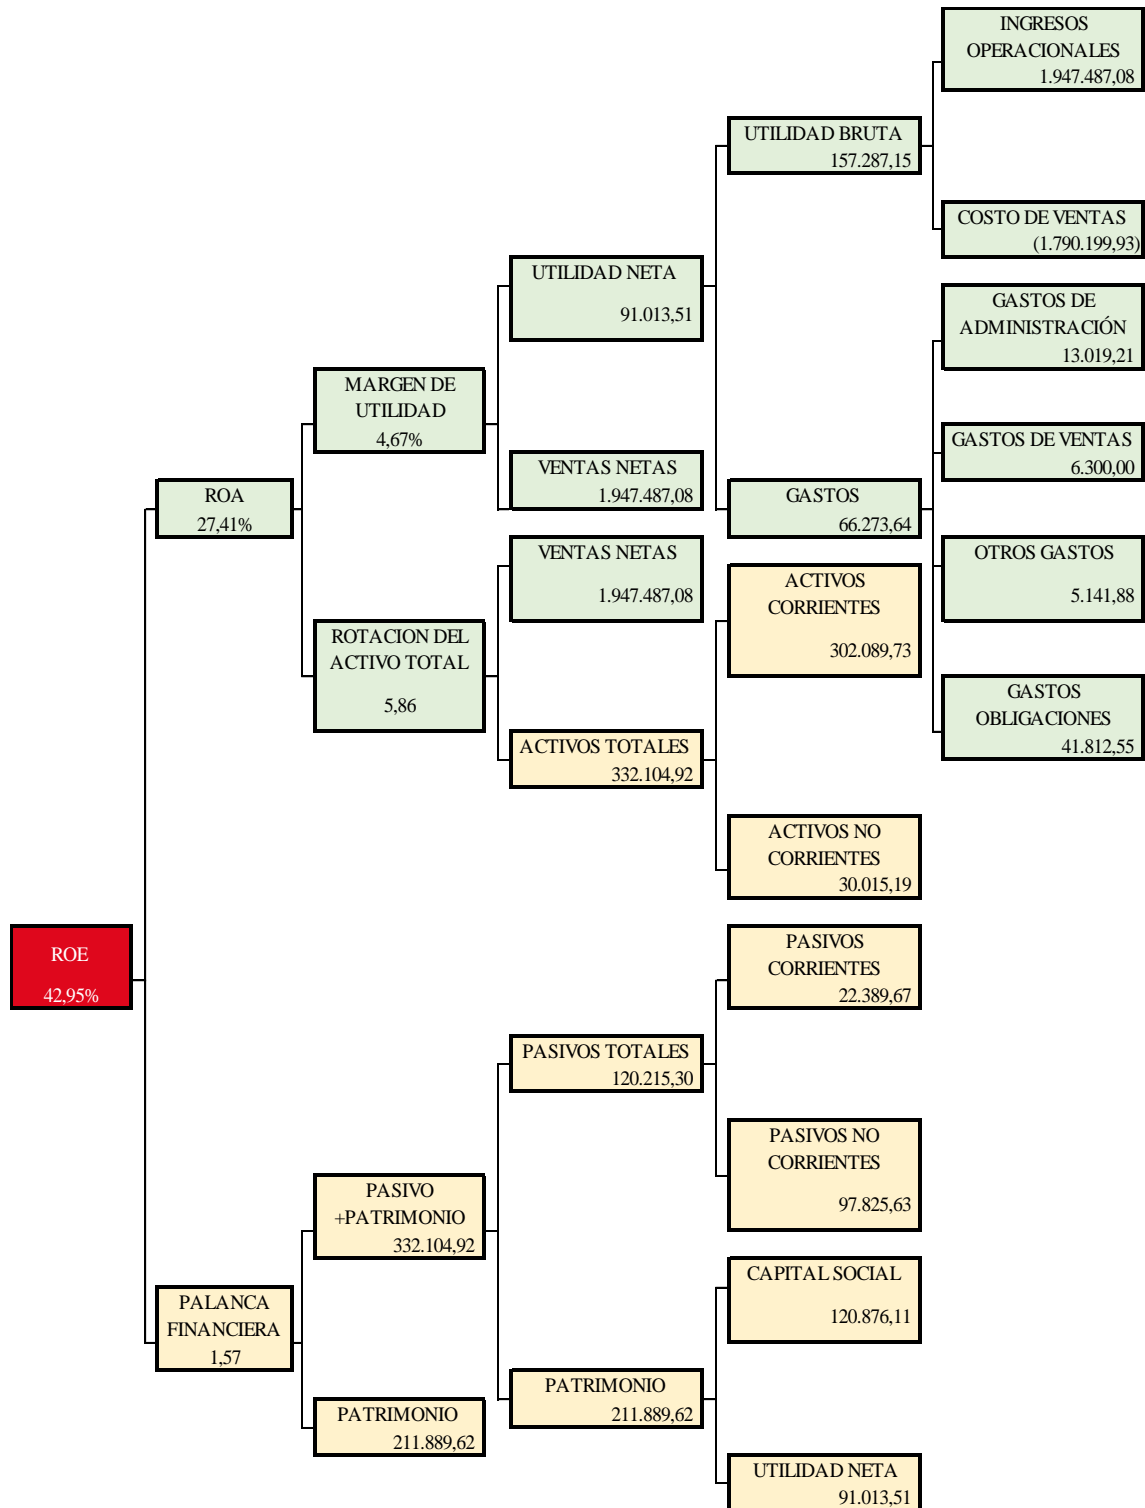 INGRESOS
OPERACIONALES
1.947.487,08
UTILIDAD BRUTA
157.287,15
COSTO DE VENTAS
(1.790.199,93)
UTILIDAD NETA
91.013,51
GASTOS DE
ADMINISTRACIÓN
13.019,21
MARGEN DE
UTILIDAD
4,67%
GASTOS DE VENTAS
6.300,00
VENTAS NETAS
1.947.487,08
ROA
27,41%
GASTOS
66.273,64
VENTAS NETAS
1.947.487,08
OTROS GASTOS
5.141,88
ACTIVOS
CORRIENTES
302.089,73
ROTACION DEL
ACTIVO TOTAL
5,86
GASTOS
OBLIGACIONES
41.812,55
ACTIVOS TOTALES
332.104,92
ACTIVOS NO
CORRIENTES
30.015,19
ROE
42,95%
PASIVOS
CORRIENTES
22.389,67
PASIVOS TOTALES
120.215,30
PASIVOS NO
CORRIENTES
97.825,63
PASIVO
+PATRIMONIO
332.104,92
CAPITAL SOCIAL
120.876,11
PALANCA
FINANCIERA
1,57
PATRIMONIO
211.889,62
PATRIMONIO
211.889,62
UTILIDAD NETA
91.013,51